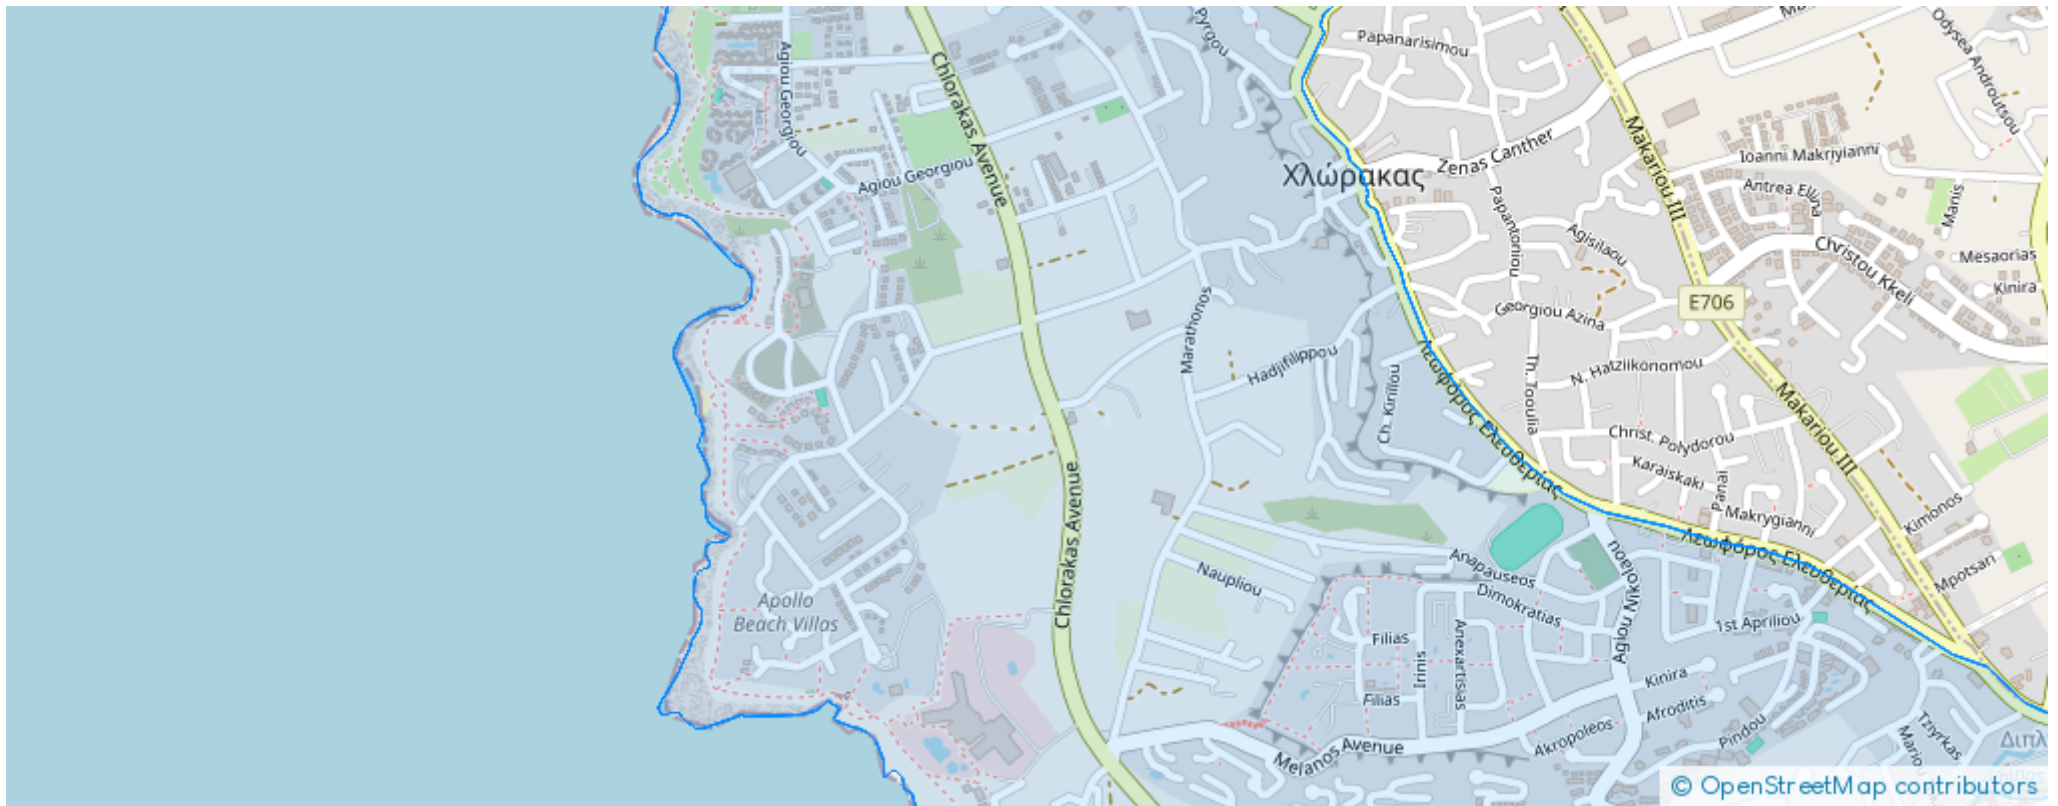 Pyrgou
Papanarisimou
Odysea Androutsou
Agiou Georgiou
Chlorakas Avenue
Makariou III
Zenas Canther
Ioanni Makriyianni
Χλώρακας
Agiou Georgiou
Antrea Ellina
Manis
Papantoniou
Agisilaou
Christou Kkeli
Mesaorias
Kinira
E706
Georgiou Azina
Marathonos
Hadjifilippou
Λεωφόρος Ελευθερίας
Th. Tooulia
N. Hatziikonomou
Ch. Kiriliou
Makariou III
Christ. Polydorou
Karaiskaki
Panai
Makrygianni
Kimonos
Chlorakas Avenue
Λεωφόρος Ελευθερίας
Mpotsari
Anapauseos
Naupliou
Dimokratias
Agiou Nikolaou
1st Apriliou
Apollo
Beach Villas
Filias
Irinis
Anexartisias
Kinira
Filias
Afroditis
Akropoleos
Pindou
Melanos Avenue
Tzyrkas
Mariou
Διπλ
© OpenStreetMap contributors